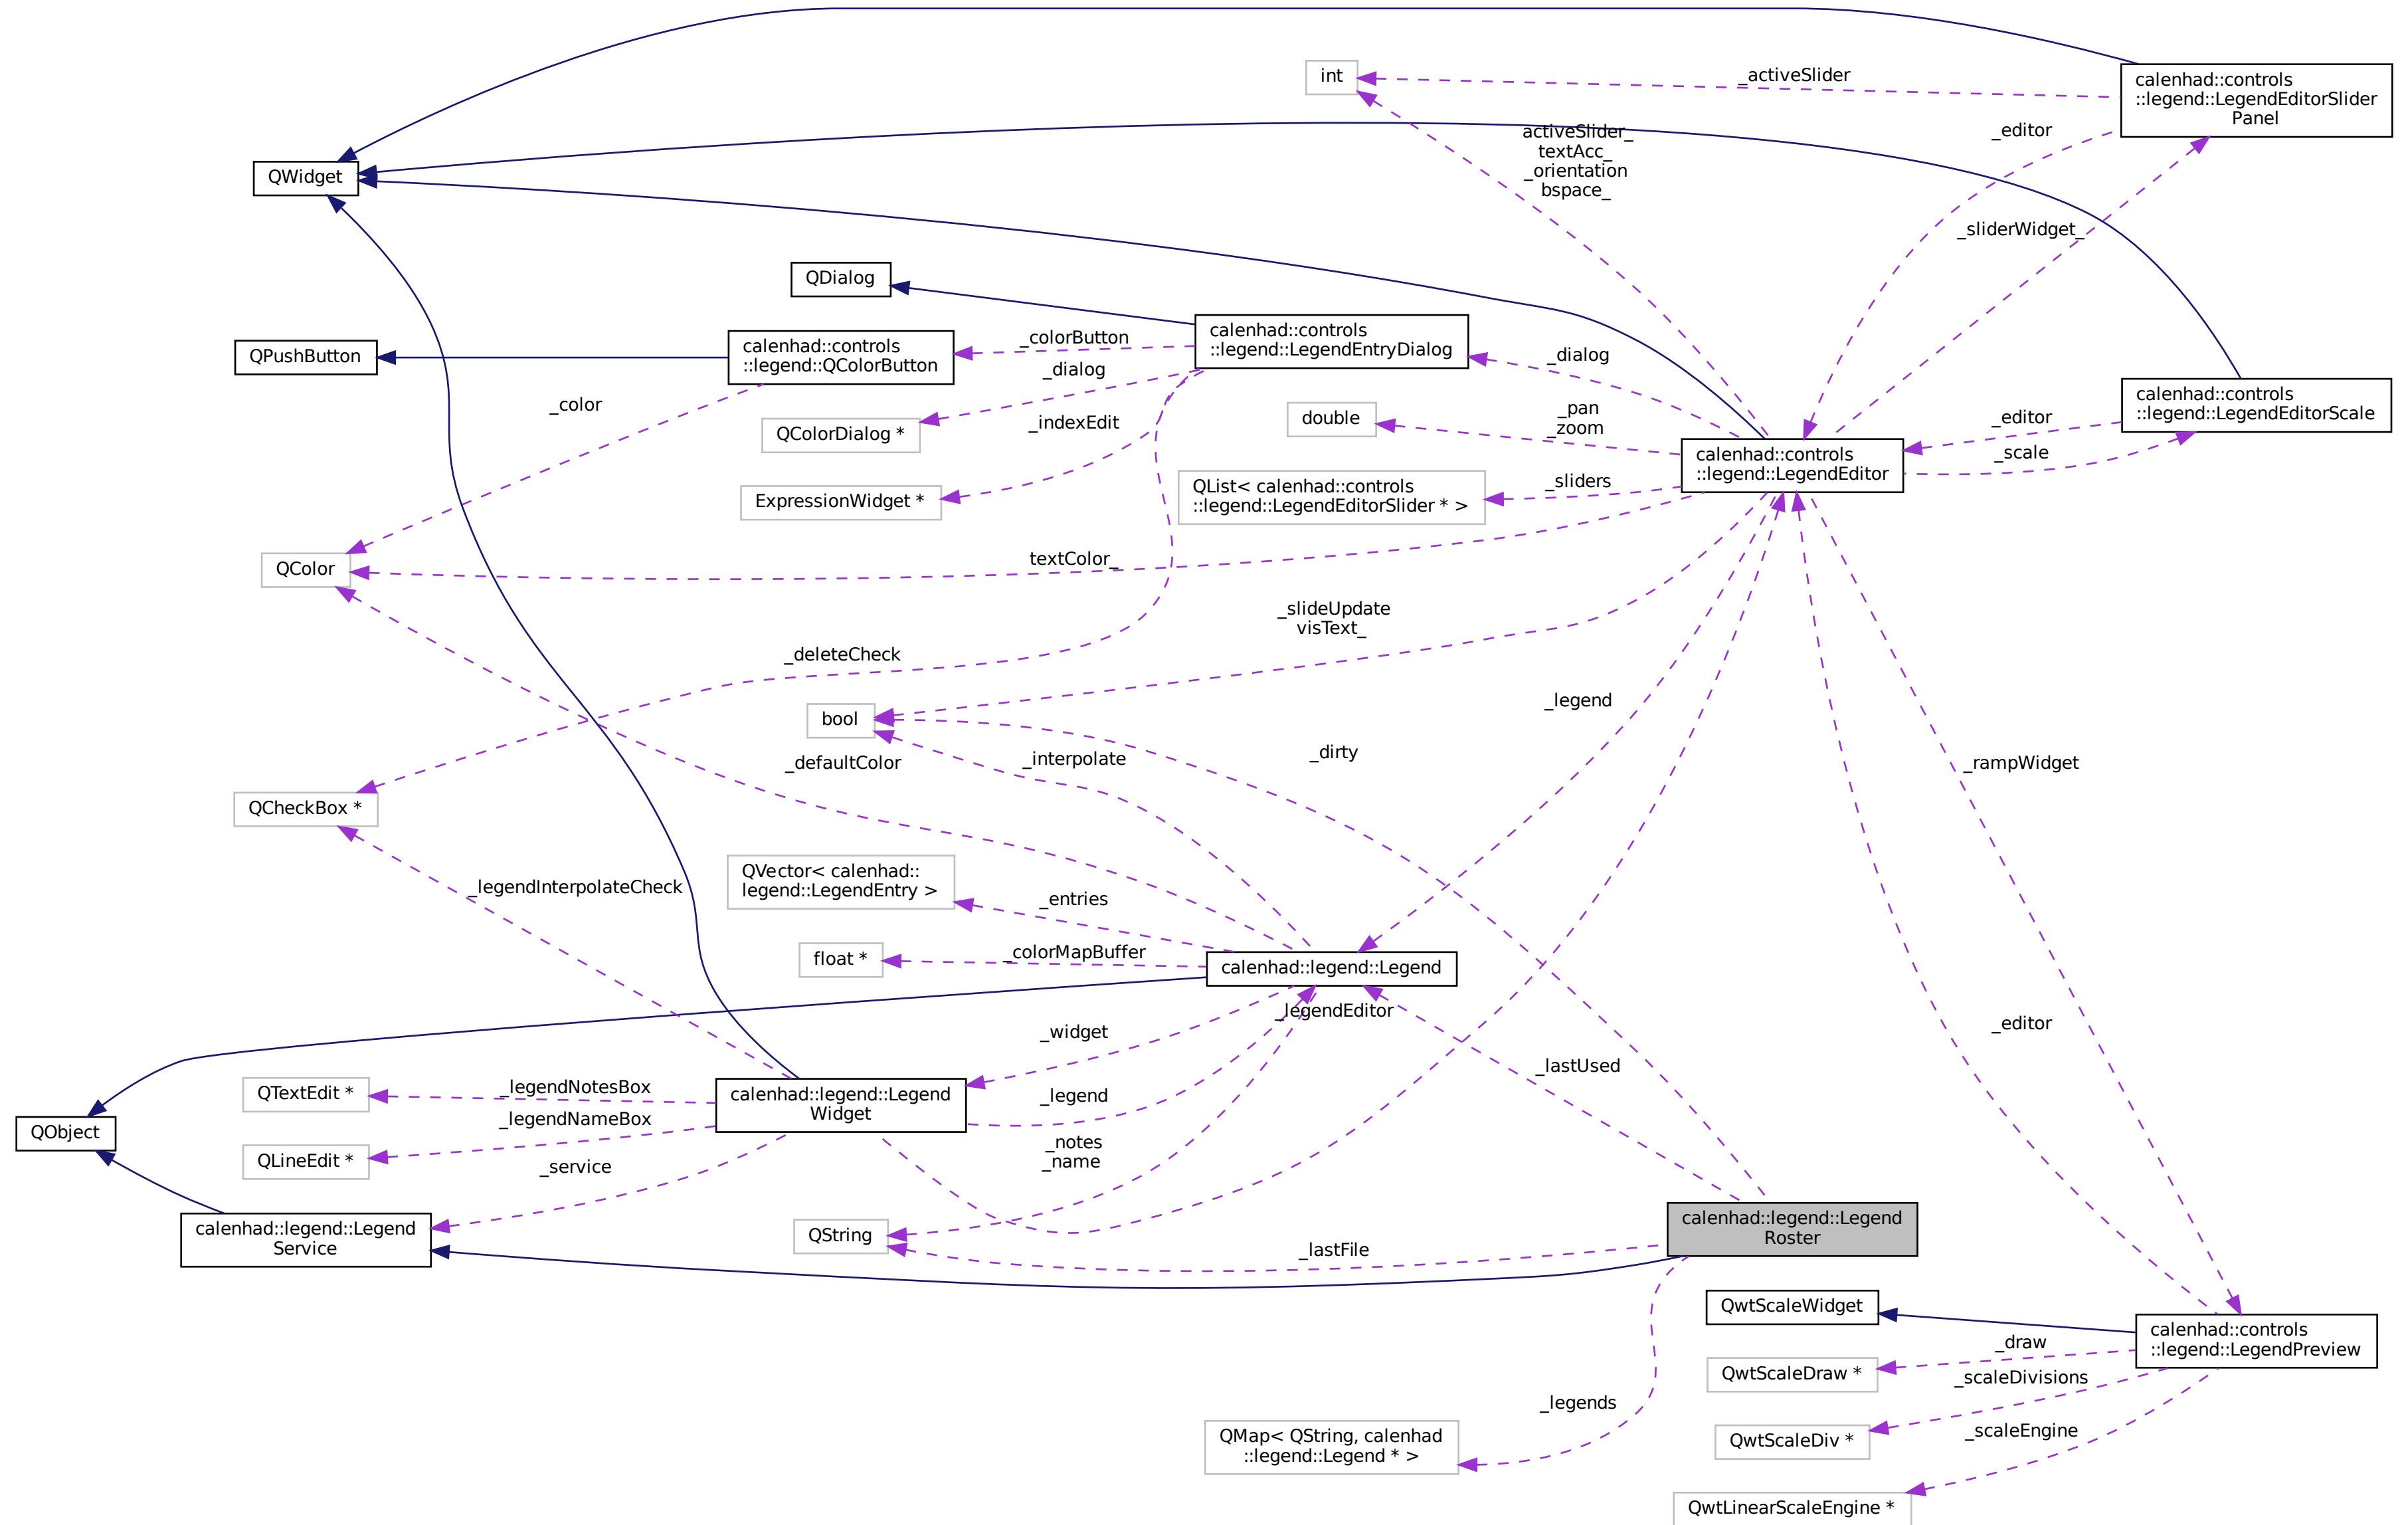 int
_activeSlider
calenhad::controls
::legend::LegendEditorSlider
Panel
_editor
activeSlider_
textAcc_
_orientation
bspace_
QWidget
_sliderWidget_
QDialog
calenhad::controls
::legend::LegendEntryDialog
QPushButton
calenhad::controls
::legend::QColorButton
_colorButton
_dialog
_dialog
_color
QColorDialog *
_indexEdit
double
_pan
_zoom
calenhad::controls
::legend::LegendEditor
_editor
_scale
calenhad::controls
::legend::LegendEditorScale
ExpressionWidget *
QList< calenhad::controls
::legend::LegendEditorSlider * >
_sliders
QColor
textColor_
_slideUpdate
visText_
_deleteCheck
_legend
bool
_defaultColor
_interpolate
_dirty
_rampWidget
QCheckBox *
_legendInterpolateCheck
QVector< calenhad::
legend::LegendEntry >
_entries
float *
_colorMapBuffer
calenhad::legend::Legend
_legendEditor
_widget
_editor
_lastUsed
QTextEdit *
_legendNotesBox
calenhad::legend::Legend
Widget
_legend
QObject
_legendNameBox
QLineEdit *
_service
_notes
_name
calenhad::legend::Legend
Service
QString
_lastFile
calenhad::legend::Legend
Roster
QwtScaleWidget
calenhad::controls
::legend::LegendPreview
_draw
QwtScaleDraw *
_scaleDivisions
_legends
QMap< QString, calenhad
::legend::Legend * >
QwtScaleDiv *
_scaleEngine
QwtLinearScaleEngine *